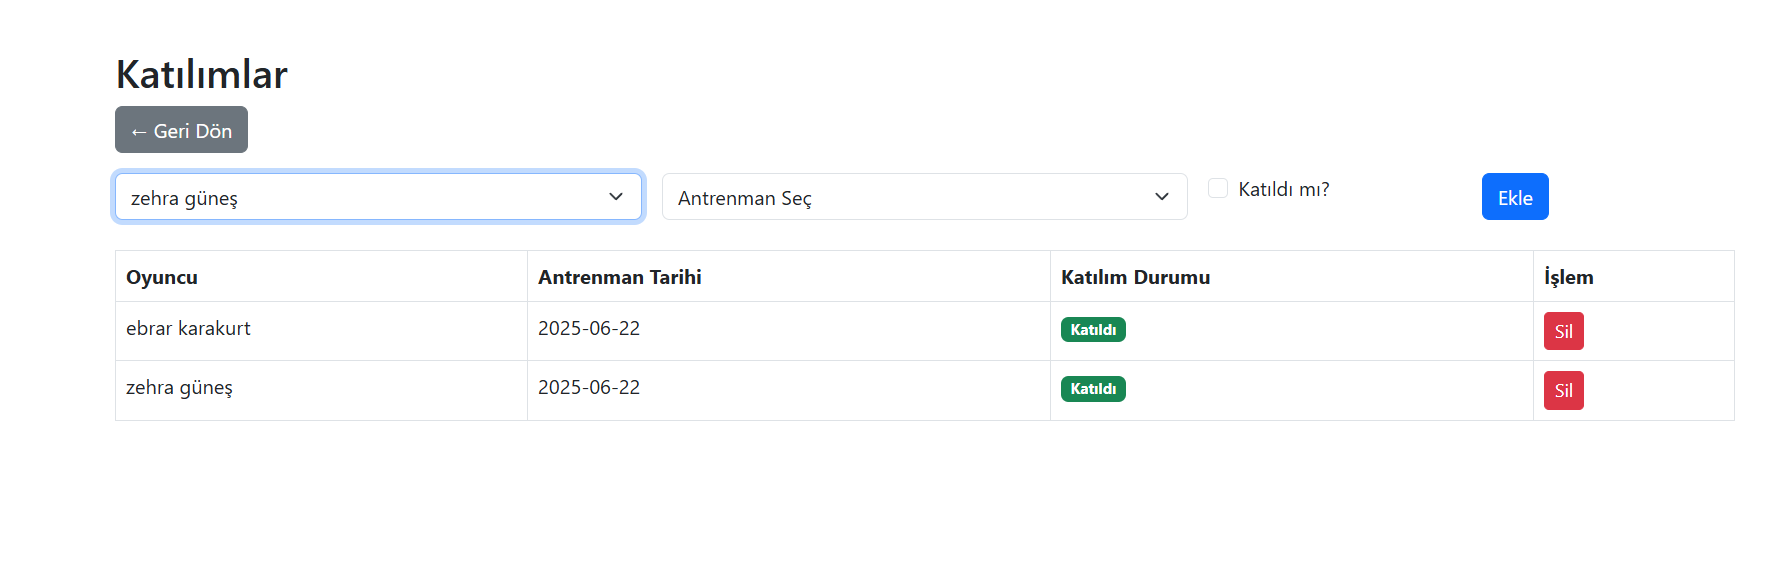 Katılımlar
← Geri Dön
zehra güneş Antrenman Seç Katıldı mı? Ekle
Oyuncu Antrenman Tarihi Katılım Durumu İşlem
ebrar karakurt 2025-06-22 Katıldı Sil
zehra güneş 2025-06-22 Katıldı Sil